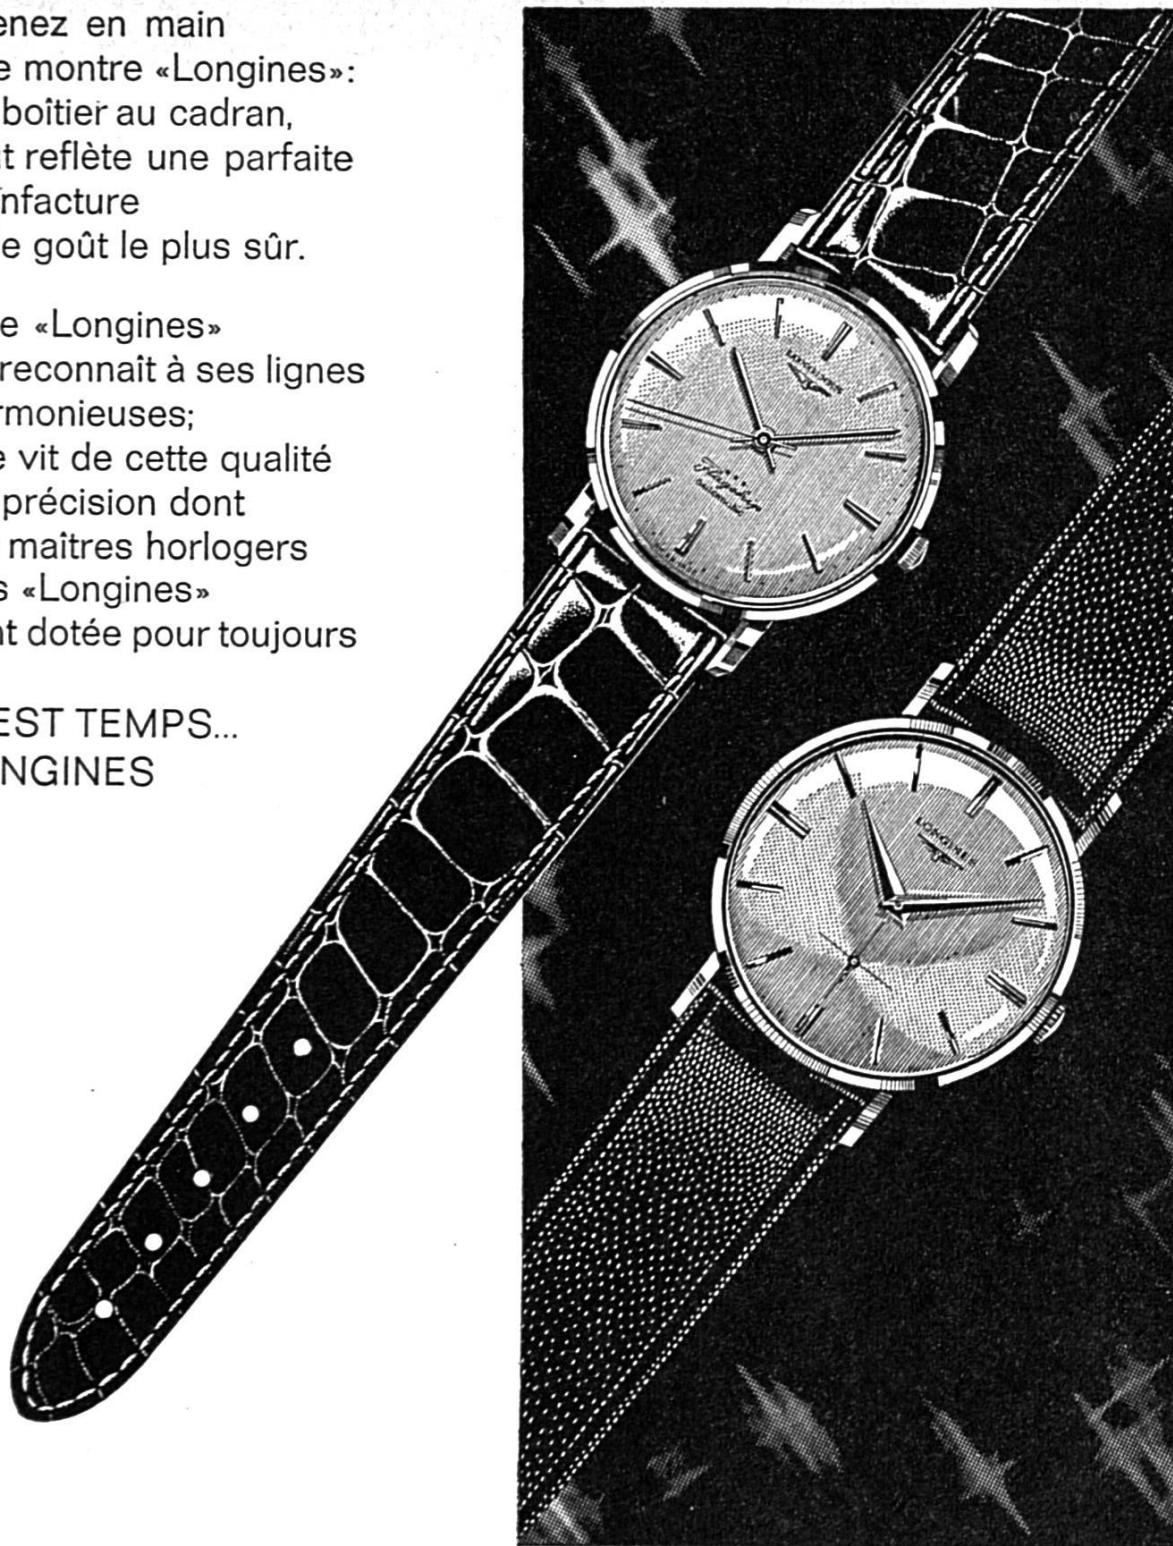 enez en main
e montre «Longines»:
boîtier au cadran,
t reflète une parfaite
nfacture
e goût le plus sûr.
e «Longines»
reconnaît à ses lignes
rmonieuses;
e vit de cette qualité
précision dont
maîtres horlogers
s «Longines»
nt dotée pour toujours
EST TEMPS...
NGINES
LONGINES
Flagship
automatic
LONGINES